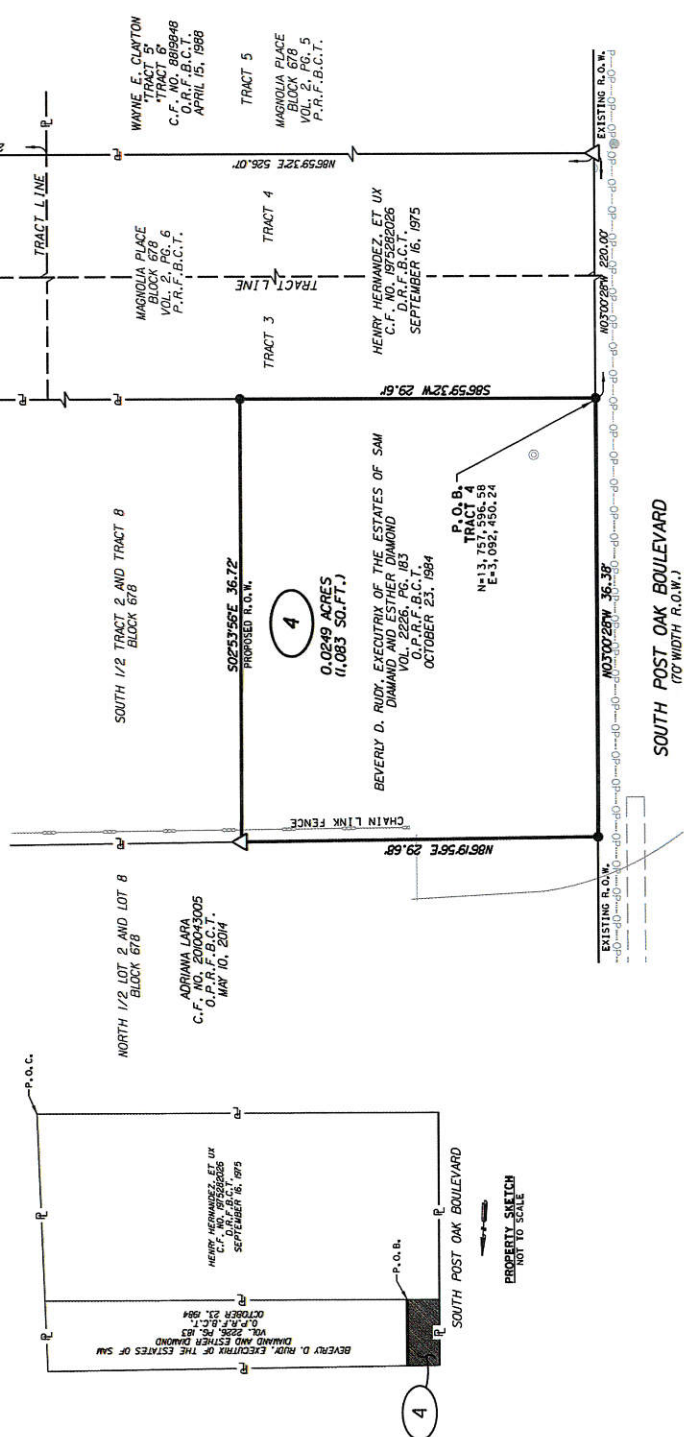 WAYNE E. CLAYTON
"TRACT 5"
"TRACT 6"
C.F. NO. 8819848
O.R.F.B.C.T.
APRIL 15, 1988
TRACT 5
MAGNOLIA PLACE
BLOCK 678
VOL. 2, PG. 5
P.R.F.B.C.T.
TRACT LINE
N86°59'32"E 526.01'
MAGNOLIA PLACE
BLOCK 678
VOL. 2, PG. 6
P.R.F.B.C.T.
TRACT 4
TRACT LINE
TRACT 3
HENRY HERNANDEZ, ET UX
C.F. NO. 1975282026
D.R.F.B.C.T.
SEPTEMBER 16, 1975
EXISTING R.O.W.
N03°00'28"W 220.00'
S86°59'32"W 29.61'
SOUTH 1/2 TRACT 2 AND TRACT 8
BLOCK 678
S02°53'56"E 36.72'
PROPOSED R.O.W.
4
0.0249 ACRES
(1,083 SQ.FT.)
BEVERLY D. RUDY, EXECUTRIX OF THE ESTATES OF SAM
DIAMAND AND ESTHER DIAMOND
VOL. 2226, PG. 183
O.P.R.F.B.C.T.
OCTOBER 23, 1984
P.O.B.
TRACT 4
N=13,757,596.58
E=3,092,450.24
N03°00'28"W 36.38'
SOUTH POST OAK BOULEVARD
(70' WIDTH R.O.W.)
CHAIN LINK FENCE
N86°19'56"E 29.68'
EXISTING R.O.W.
NORTH 1/2 LOT 2 AND LOT 8
BLOCK 678
ADRIANA LARA
C.F. NO. 2010043005
O.P.R.F.B.C.T.
MAY 10, 2014
P.O.C.
PL
HENRY HERNANDEZ, ET UX
C.F. NO. 1975282026
D.R.F.B.C.T.
SEPTEMBER 16, 1975
BEVERLY D. RUDY, EXECUTRIX OF THE ESTATES OF SAM
DIAMAND AND ESTHER DIAMOND
VOL. 2226, PG. 183
O.P.R.F.B.C.T.
OCTOBER 23, 1984
P.O.B.
4
SOUTH POST OAK BOULEVARD
PROPERTY SKETCH
NOT TO SCALE